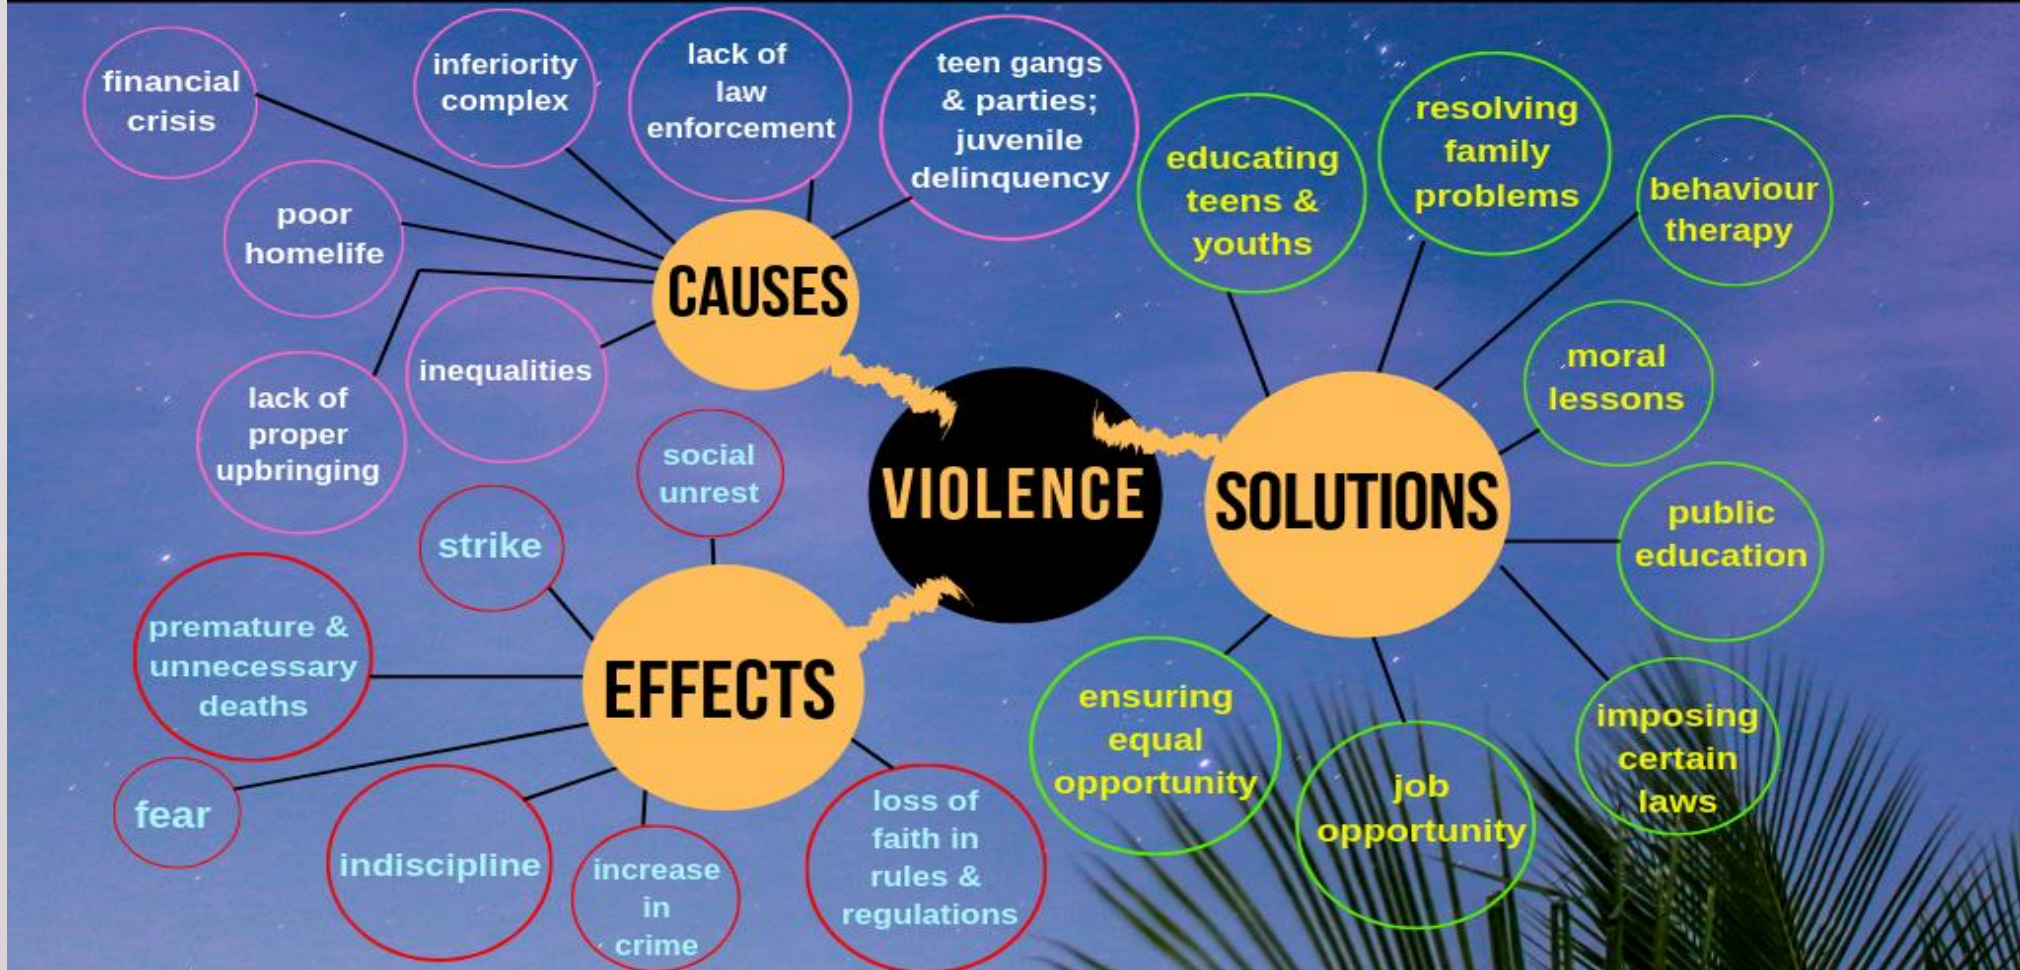 financial
crisis
inferiority
complex
lack of
law
enforcement
teen gangs
& parties;
juvenile
delinquency
poor
homelife
CAUSES
inequalities
lack of
proper
upbringing
educating
teens &
youths
resolving
family
problems
behaviour
therapy
moral
lessons
VIOLENCE
SOLUTIONS
public
education
imposing
certain
laws
job
opportunity
ensuring
equal
opportunity
social
unrest
strike
EFFECTS
premature &
unnecessary
deaths
fear
indiscipline
increase
in
crime
loss of
faith in
rules &
regulations